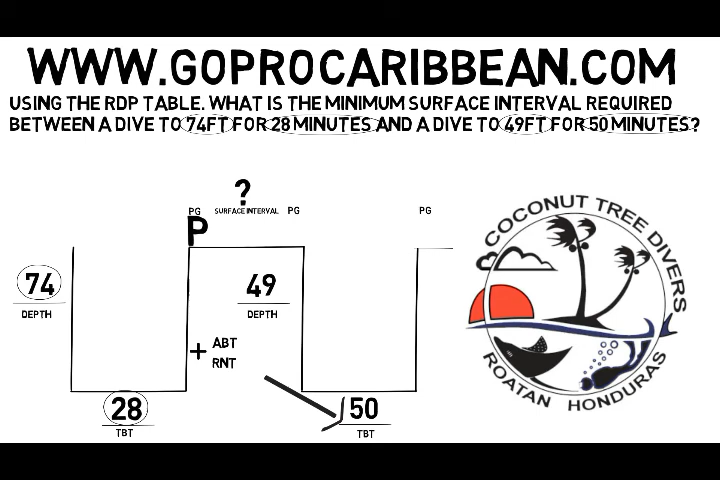 WWW.GOPROCARIBBEAN.COM
USING THE RDP TABLE. WHAT IS THE MINIMUM SURFACE INTERVAL REQUIRED
BETWEEN A DIVE TO 74FT FOR 28 MINUTES AND A DIVE TO 49FT FOR 50 MINUTES?
?
PG SURFACE INTERVAL PG PG
P
74 49
DEPTH DEPTH
+ ABT
RNT
28 50
TBT TBT
COCONUT TREE DIVERS
ROATAN HONDURAS